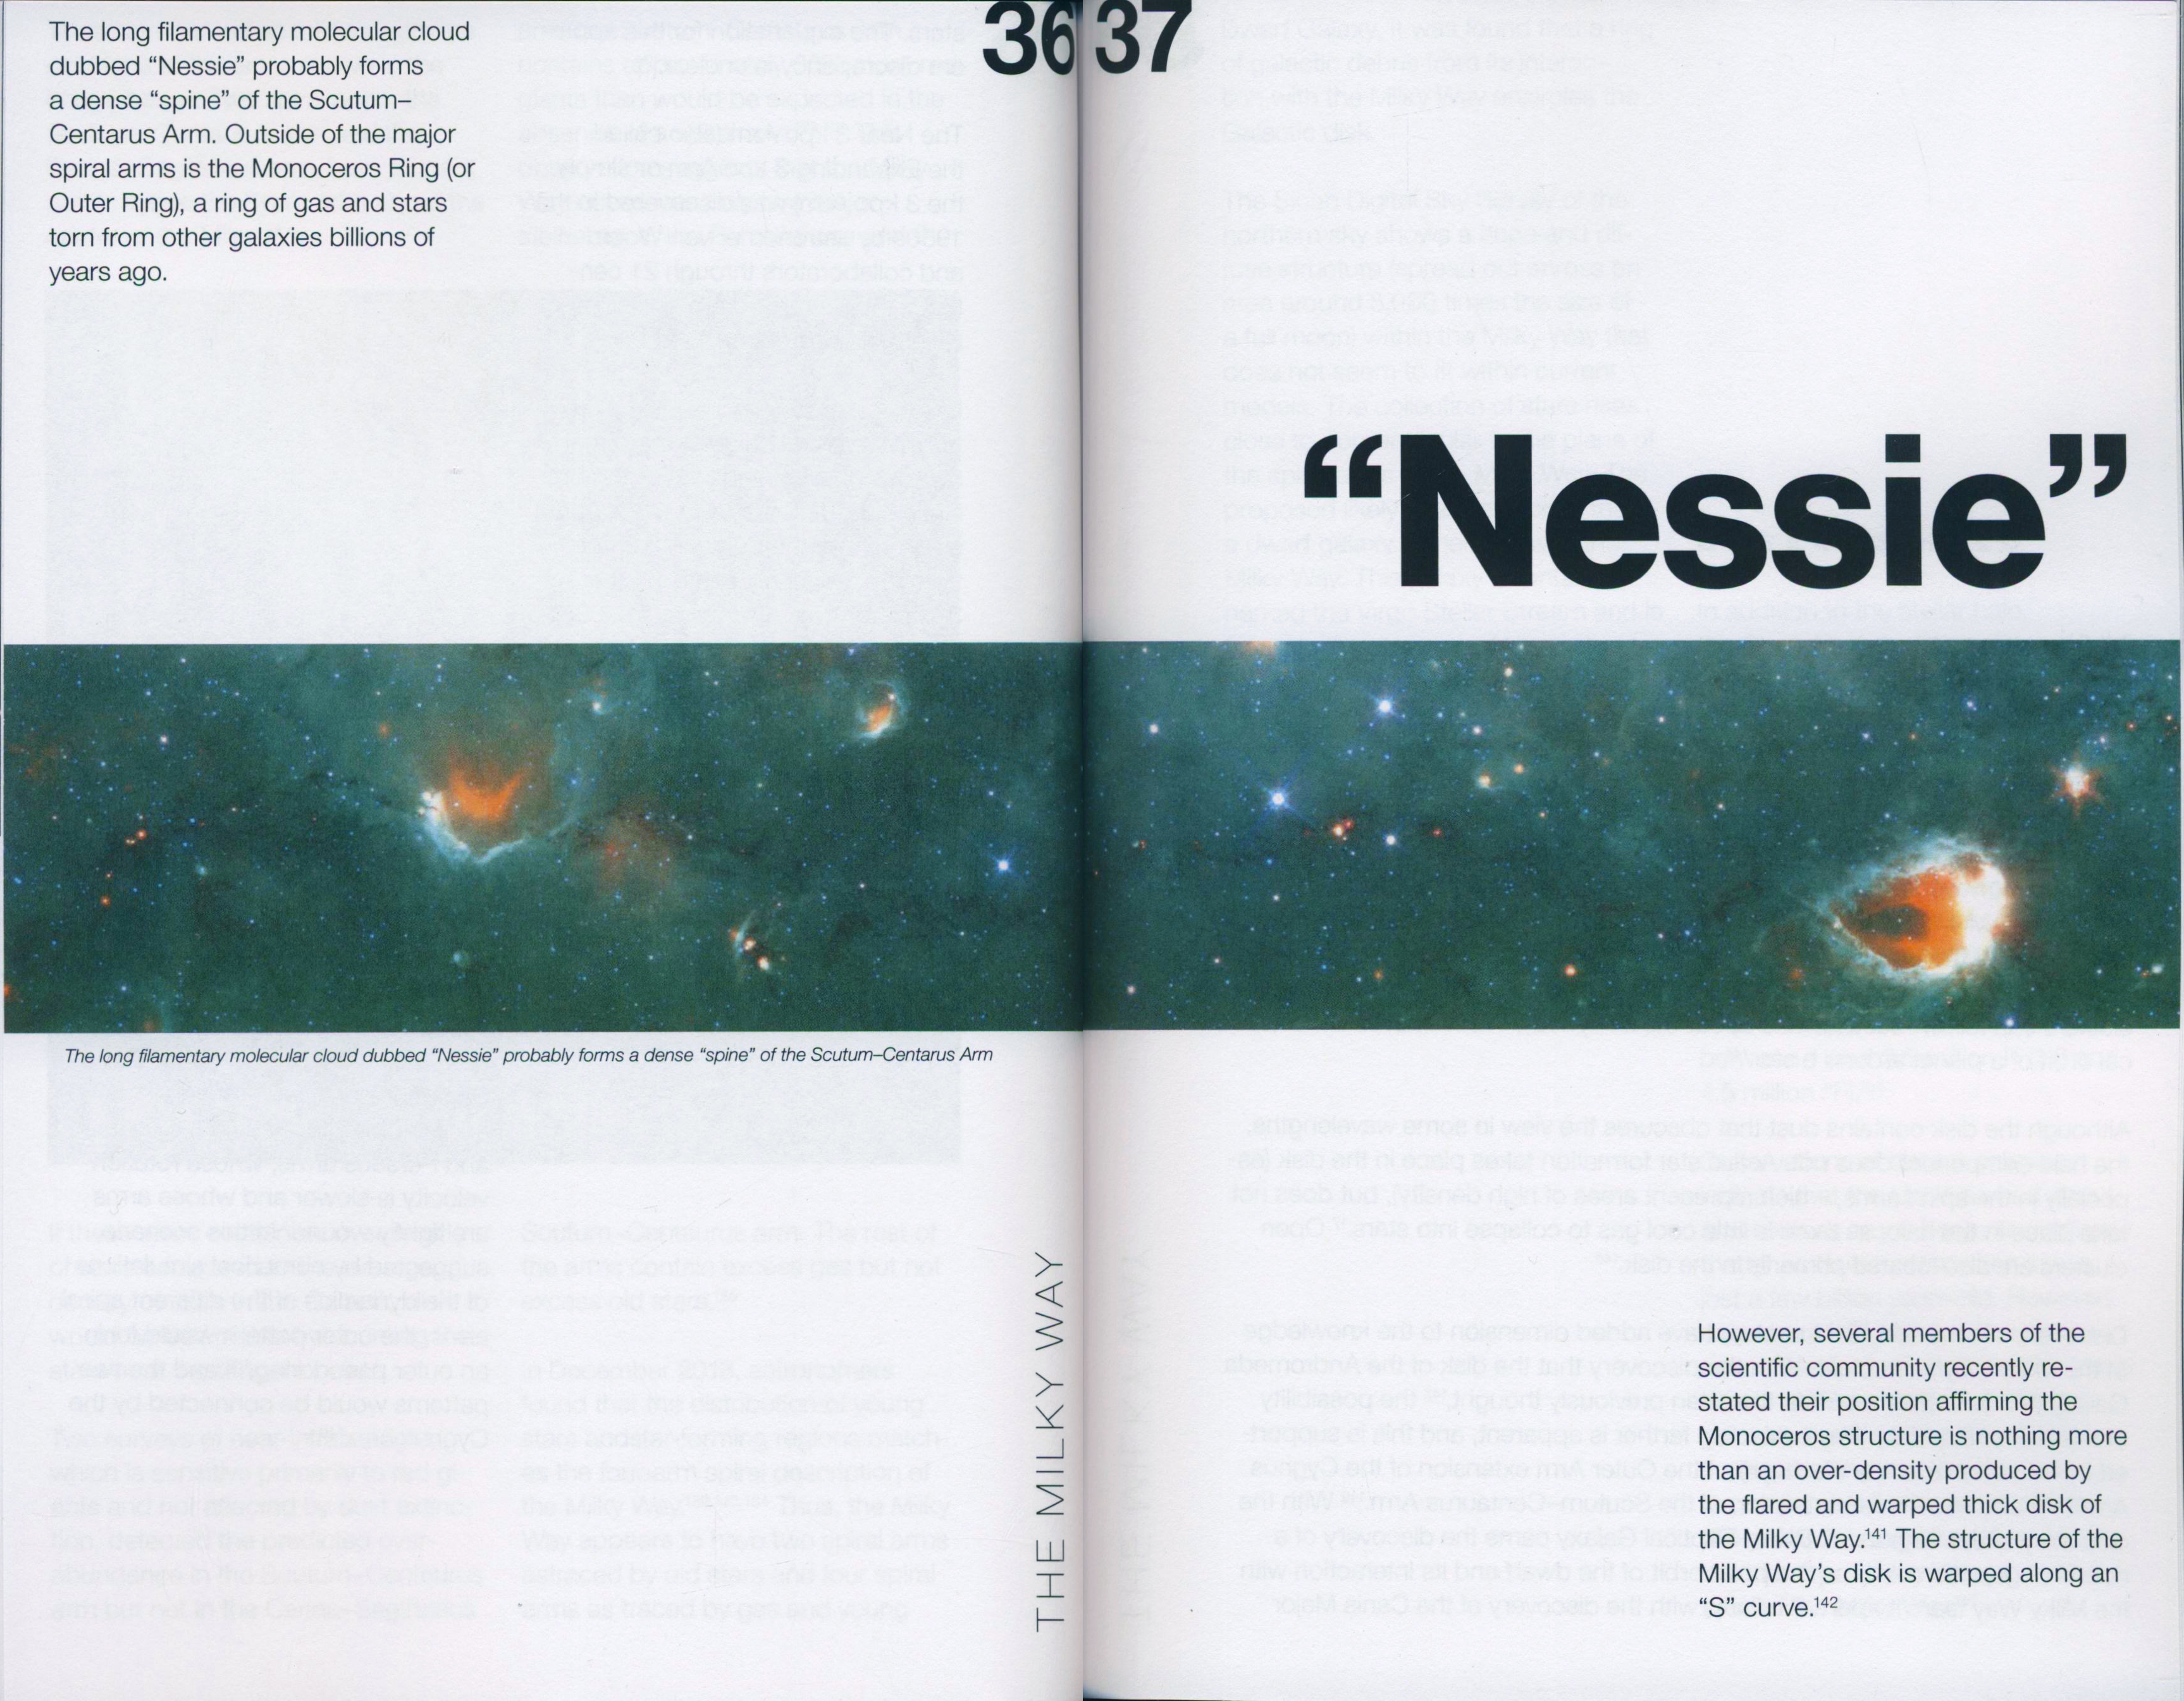 The long filamentary molecular cloud
dubbed “Nessie” probably forms
a dense “spine” of the Scutum–
Centarus Arm. Outside of the major
spiral arms is the Monoceros Ring (or
Outer Ring), a ring of gas and stars
torn from other galaxies billions of
years ago.
36 37
“Nessie”
The long filamentary molecular cloud dubbed “Nessie” probably forms a dense “spine” of the Scutum–Centarus Arm
THE MILKY WAY
However, several members of the
scientific community recently re-
stated their position affirming the
Monoceros structure is nothing more
than an over-density produced by
the flared and warped thick disk of
the Milky Way.¹⁴¹ The structure of the
Milky Way’s disk is warped along an
“S” curve.¹⁴²